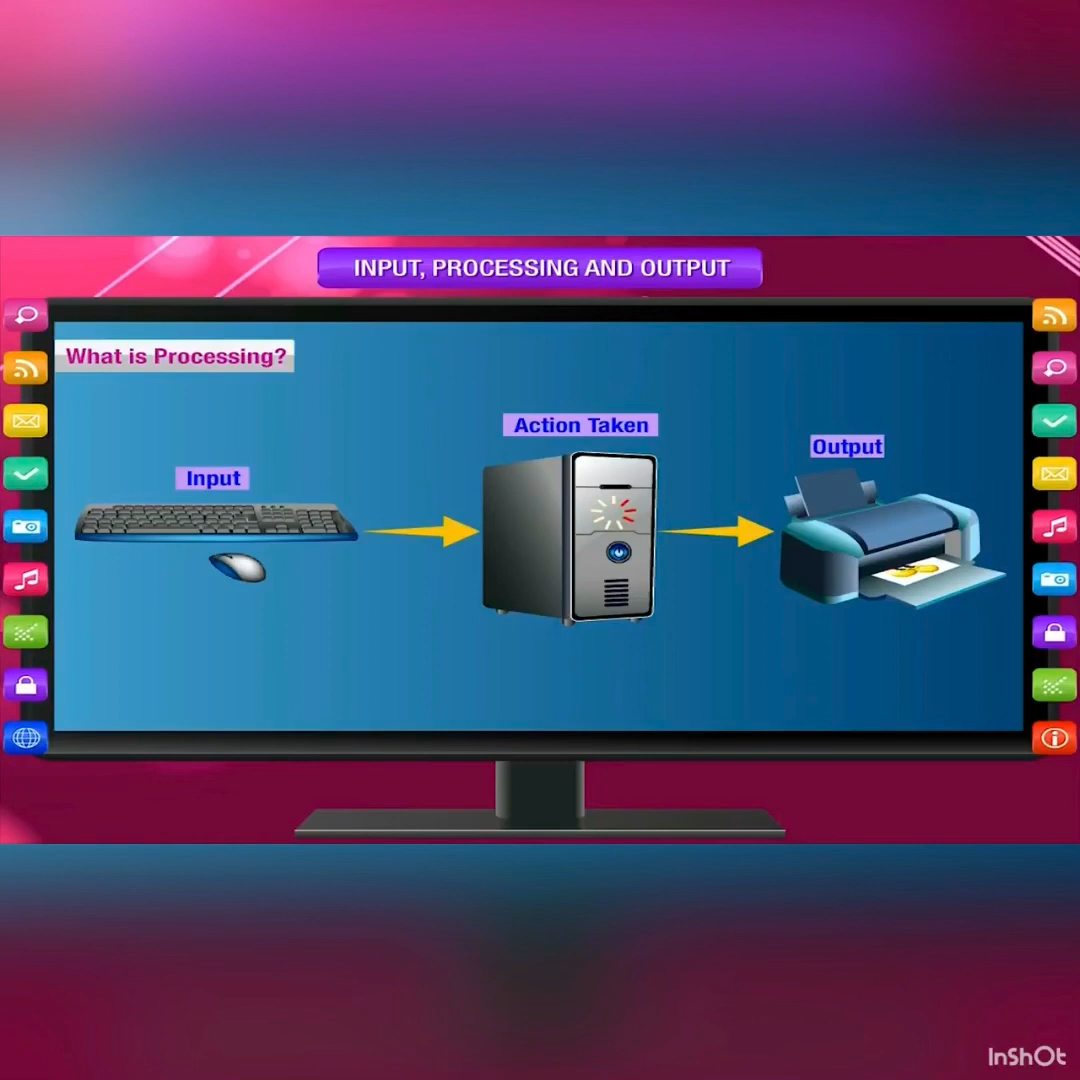 INPUT, PROCESSING AND OUTPUT
What is Processing?
Action Taken
Output
Input
InShOt